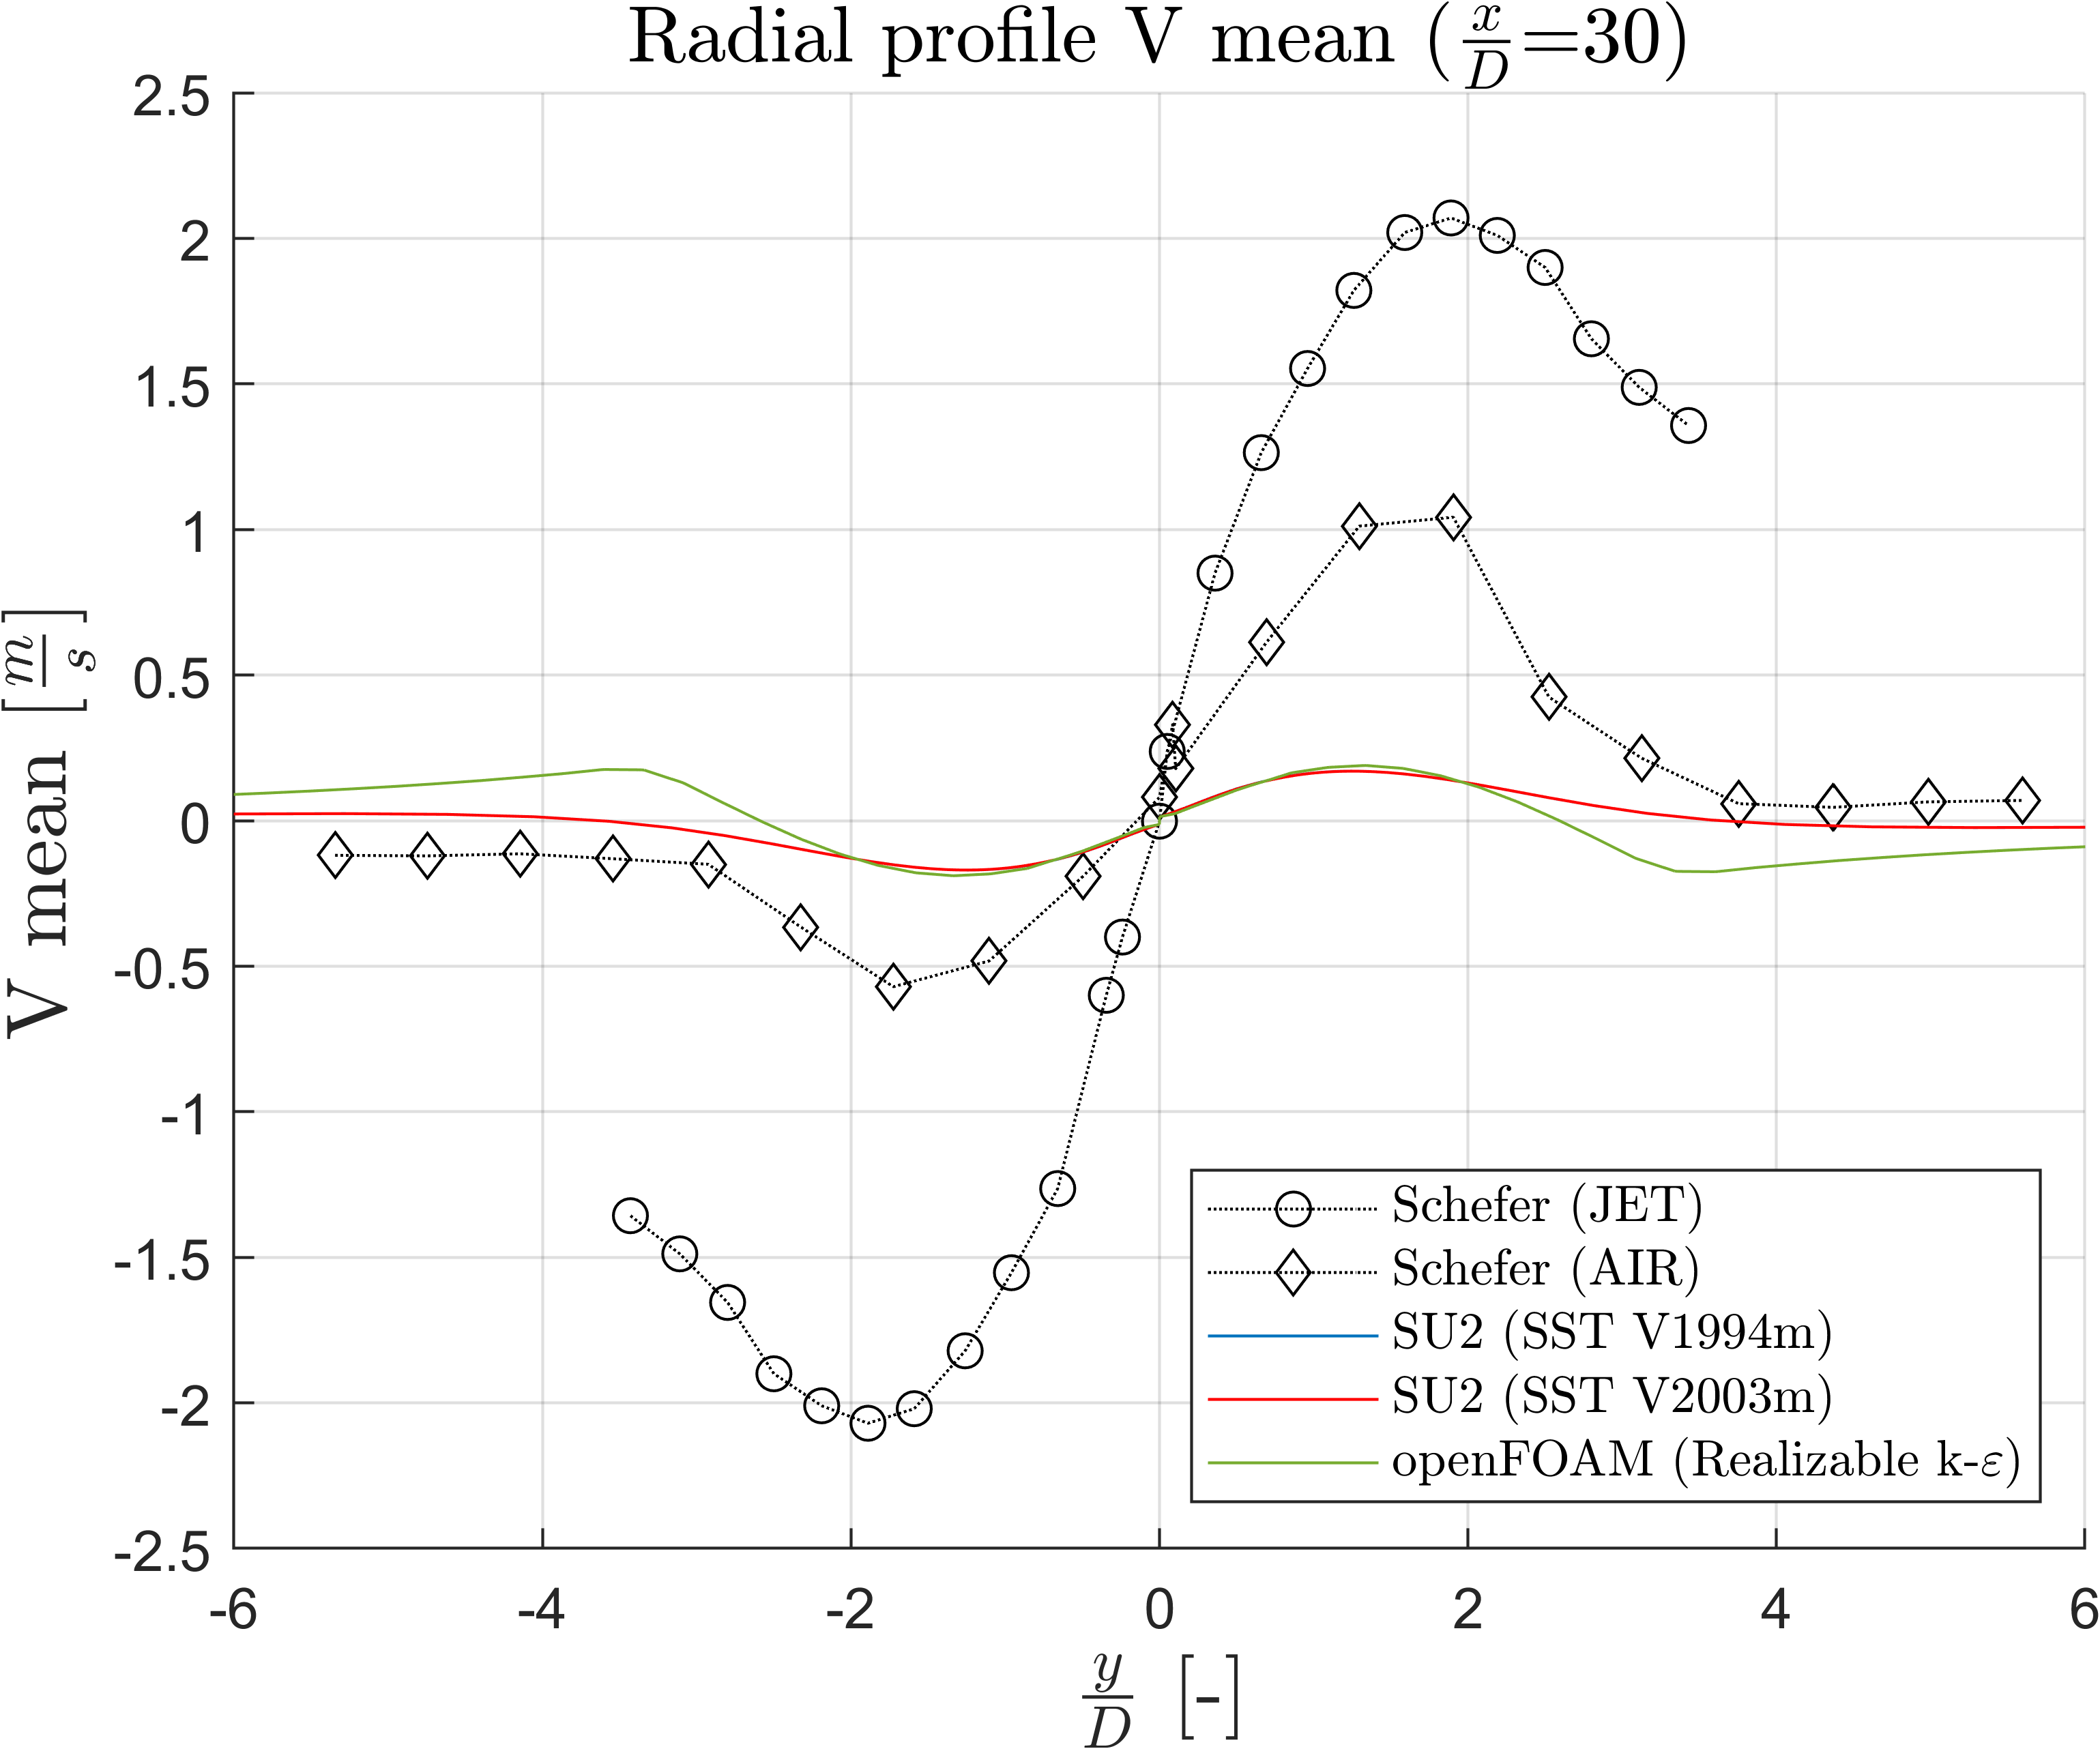 Radial profile V mean (x/D=30)
V mean [m/s]
2.5
2
1.5
1
0.5
0
-0.5
-1
-1.5
-2
-2.5
Schefer (JET)
Schefer (AIR)
SU2 (SST V1994m)
SU2 (SST V2003m)
openFOAM (Realizable k-ε)
-6 -4 -2 0 2 4 6
y/D [-]